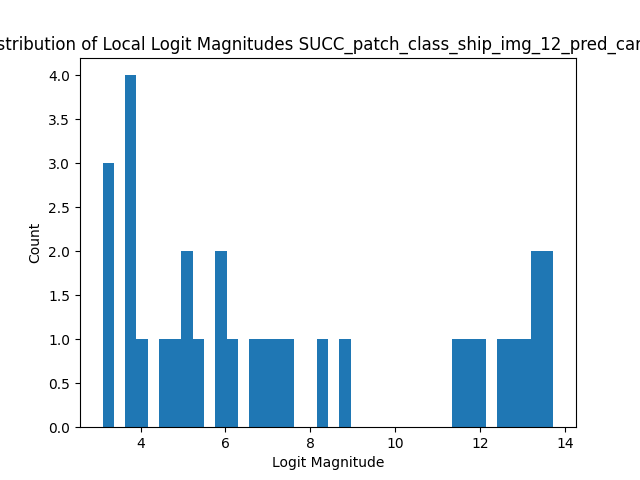 stribution of Local Logit Magnitudes SUCC_patch_class_ship_img_12_pred_car
4.0
3.5
3.0
2.5
2.0
1.5
1.0
0.5
0.0
Count
4 6 8 10 12 14
Logit Magnitude